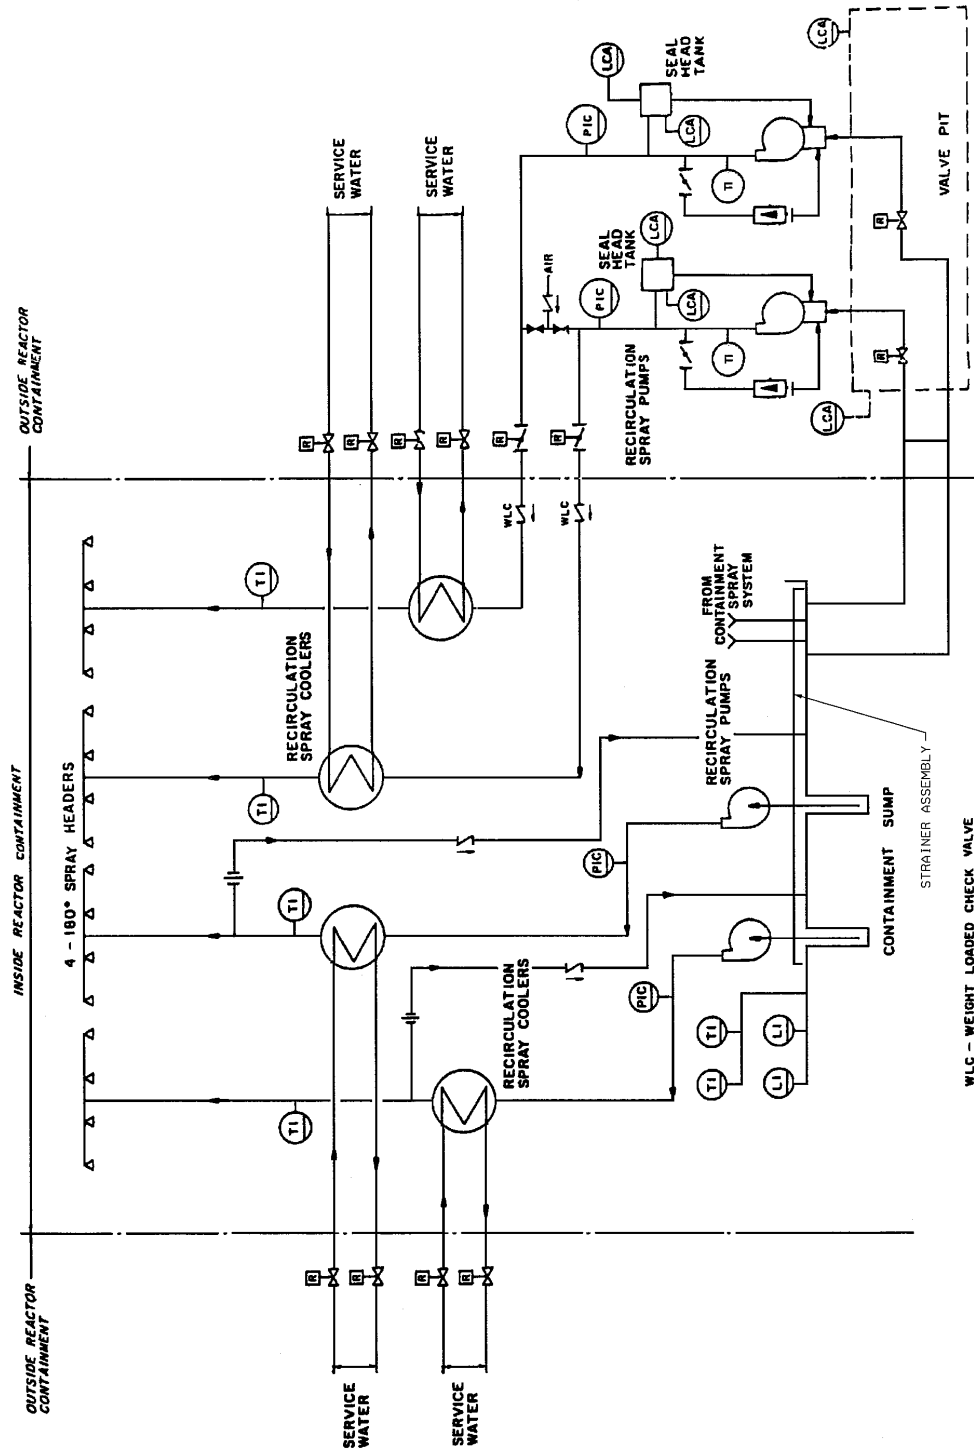 OUTSIDE REACTOR
CONTAINMENT
INSIDE REACTOR CONTAINMENT
OUTSIDE REACTOR
CONTAINMENT
4 - 180° SPRAY HEADERS
TI
TI
TI
TI
SERVICE
WATER
SERVICE
WATER
SERVICE
WATER
SERVICE
WATER
R
R
R
R
R
R
R
R
R
R
RECIRCULATION
SPRAY COOLERS
RECIRCULATION
SPRAY COOLERS
WLC
WLC
AIR
PIC
PIC
PIC
PIC
SEAL
HEAD
TANK
SEAL
HEAD
TANK
LCA
LCA
LCA
LCA
TI
TI
RECIRCULATION
SPRAY PUMPS
RECIRCULATION
SPRAY PUMPS
FROM
CONTAINMENT
SPRAY
SYSTEM
TI
TI
LI
LI
R
R
LCA
LCA
VALVE PIT
CONTAINMENT SUMP
STRAINER ASSEMBLY
WLC - WEIGHT LOADED CHECK VALVE